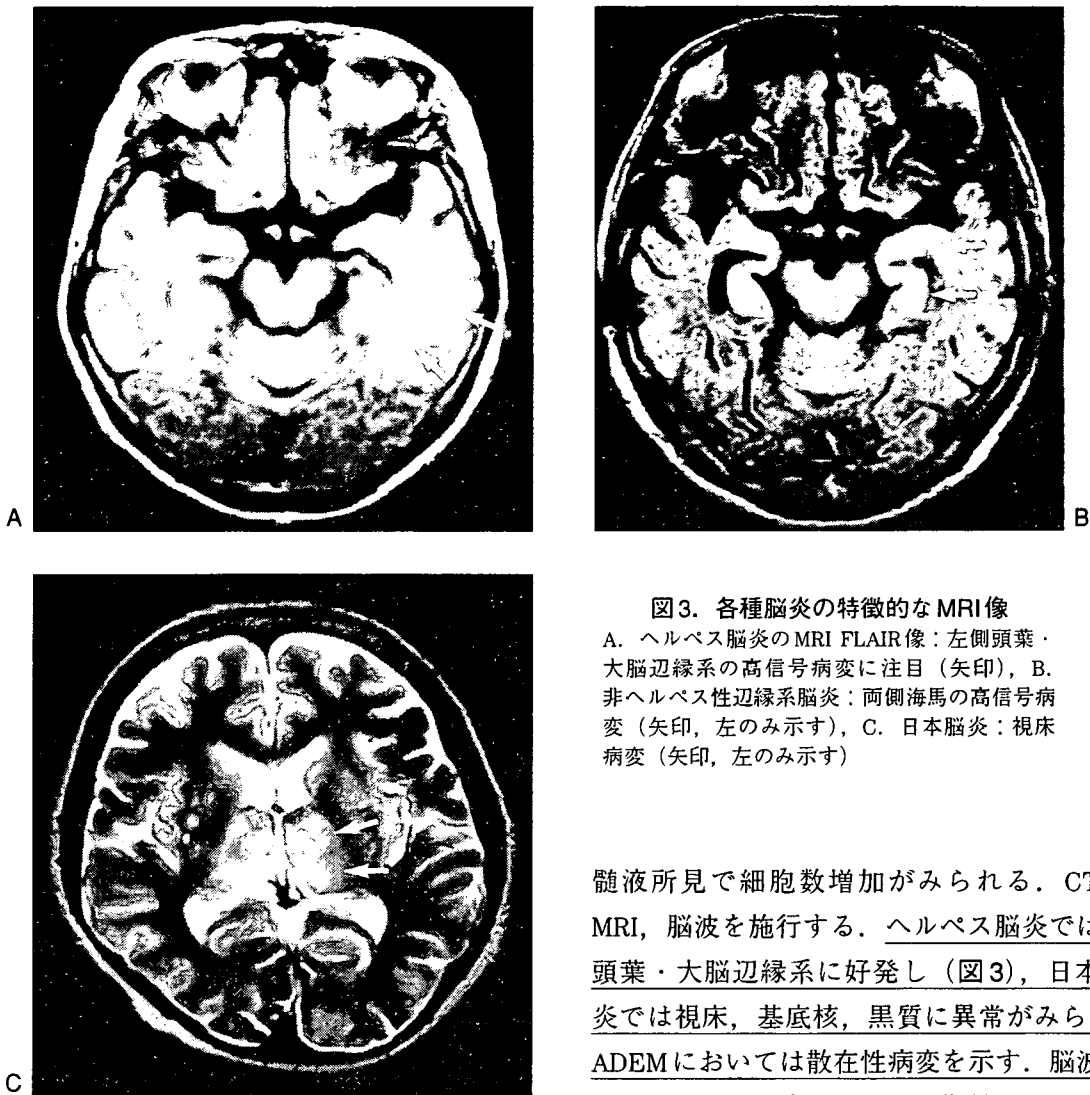 A
B
図3. 各種脳炎の特徴的なMRI像
A. ヘルペス脳炎のMRI FLAIR像：左側頭葉・
大脳辺縁系の高信号病変に注目（矢印），B.
非ヘルペス性辺縁系脳炎：両側海馬の高信号病
変（矢印，左のみ示す），C. 日本脳炎：視床
病変（矢印，左のみ示す）
C
髄液所見で細胞数増加がみられる．CT
MRI，脳波を施行する．ヘルペス脳炎では
頭葉・大脳辺縁系に好発し（図3），日本
炎では視床，基底核，黒質に異常がみら
ADEMにおいては散在性病変を示す．脳波